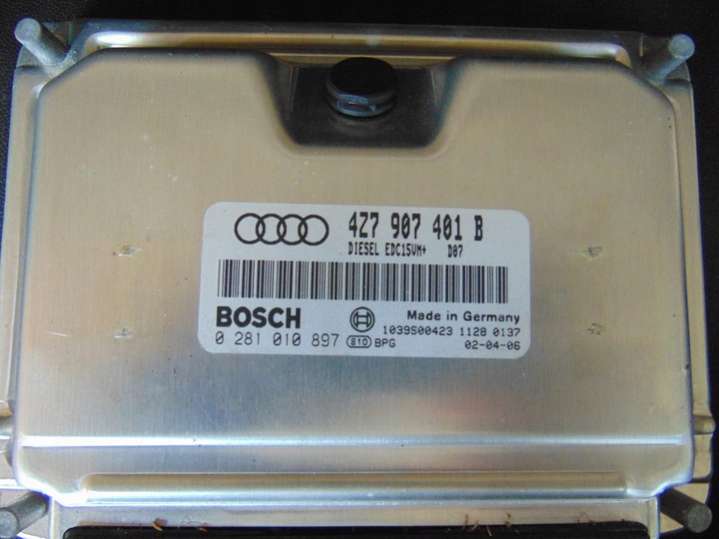 4Z7 907 401 B
DIESEL EDC15VM+ D07
BOSCH
Made in Germany
1039S00423 1128 0137
0 281 010 897 E10 BPG 02-04-06